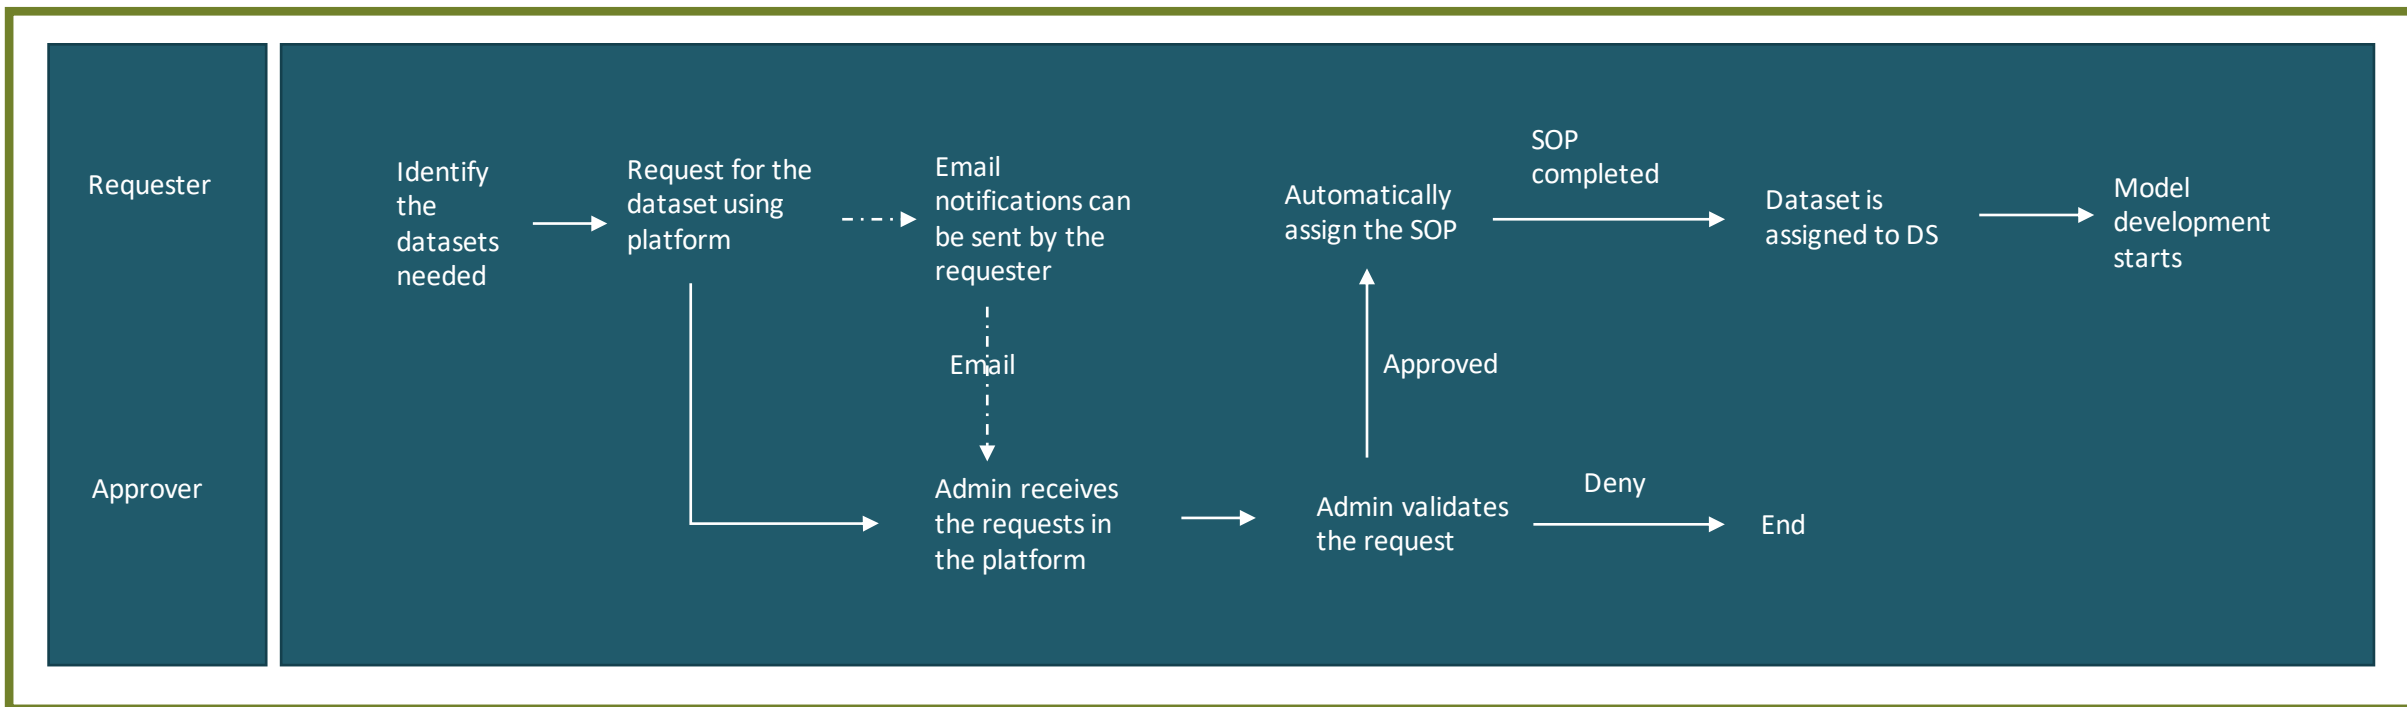 Requester
Identify
the
datasets
needed
Request for the
dataset using
platform
Email
notifications can
be sent by the
requester
Automatically
assign the SOP
SOP
completed
Dataset is
assigned to DS
Model
development
starts
Email
Approved
Approver
Admin receives
the requests in
the platform
Admin validates
the request
Deny
End